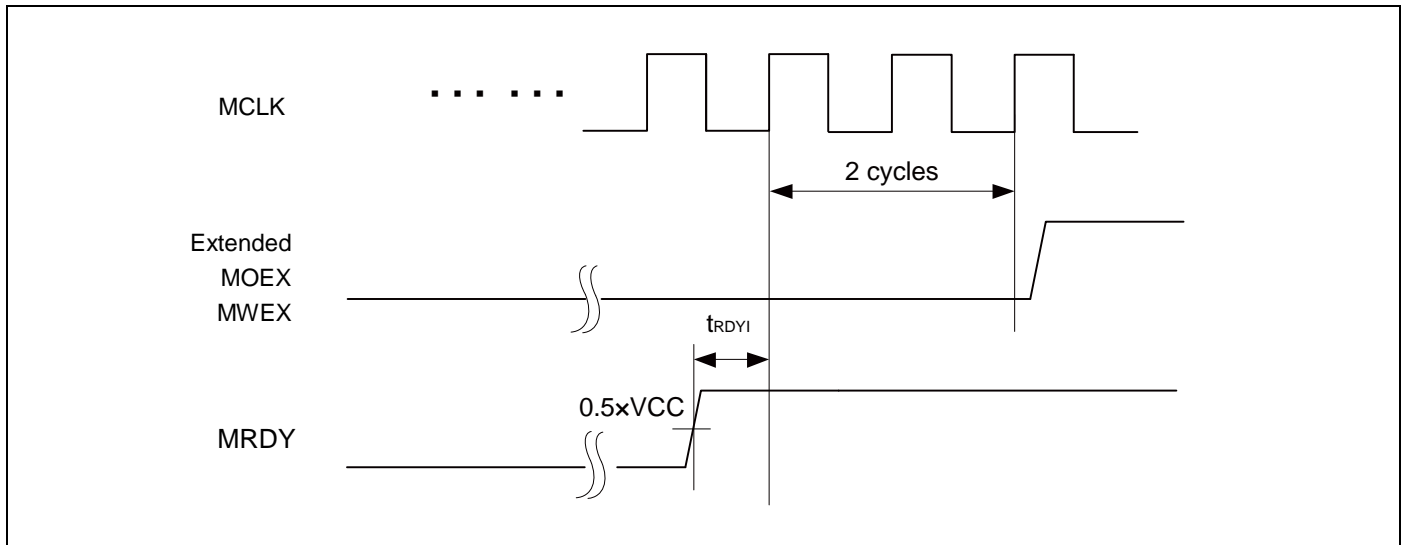 MCLK
2 cycles
Extended
MOEX
MWEX
tRDYI
0.5×VCC
MRDY